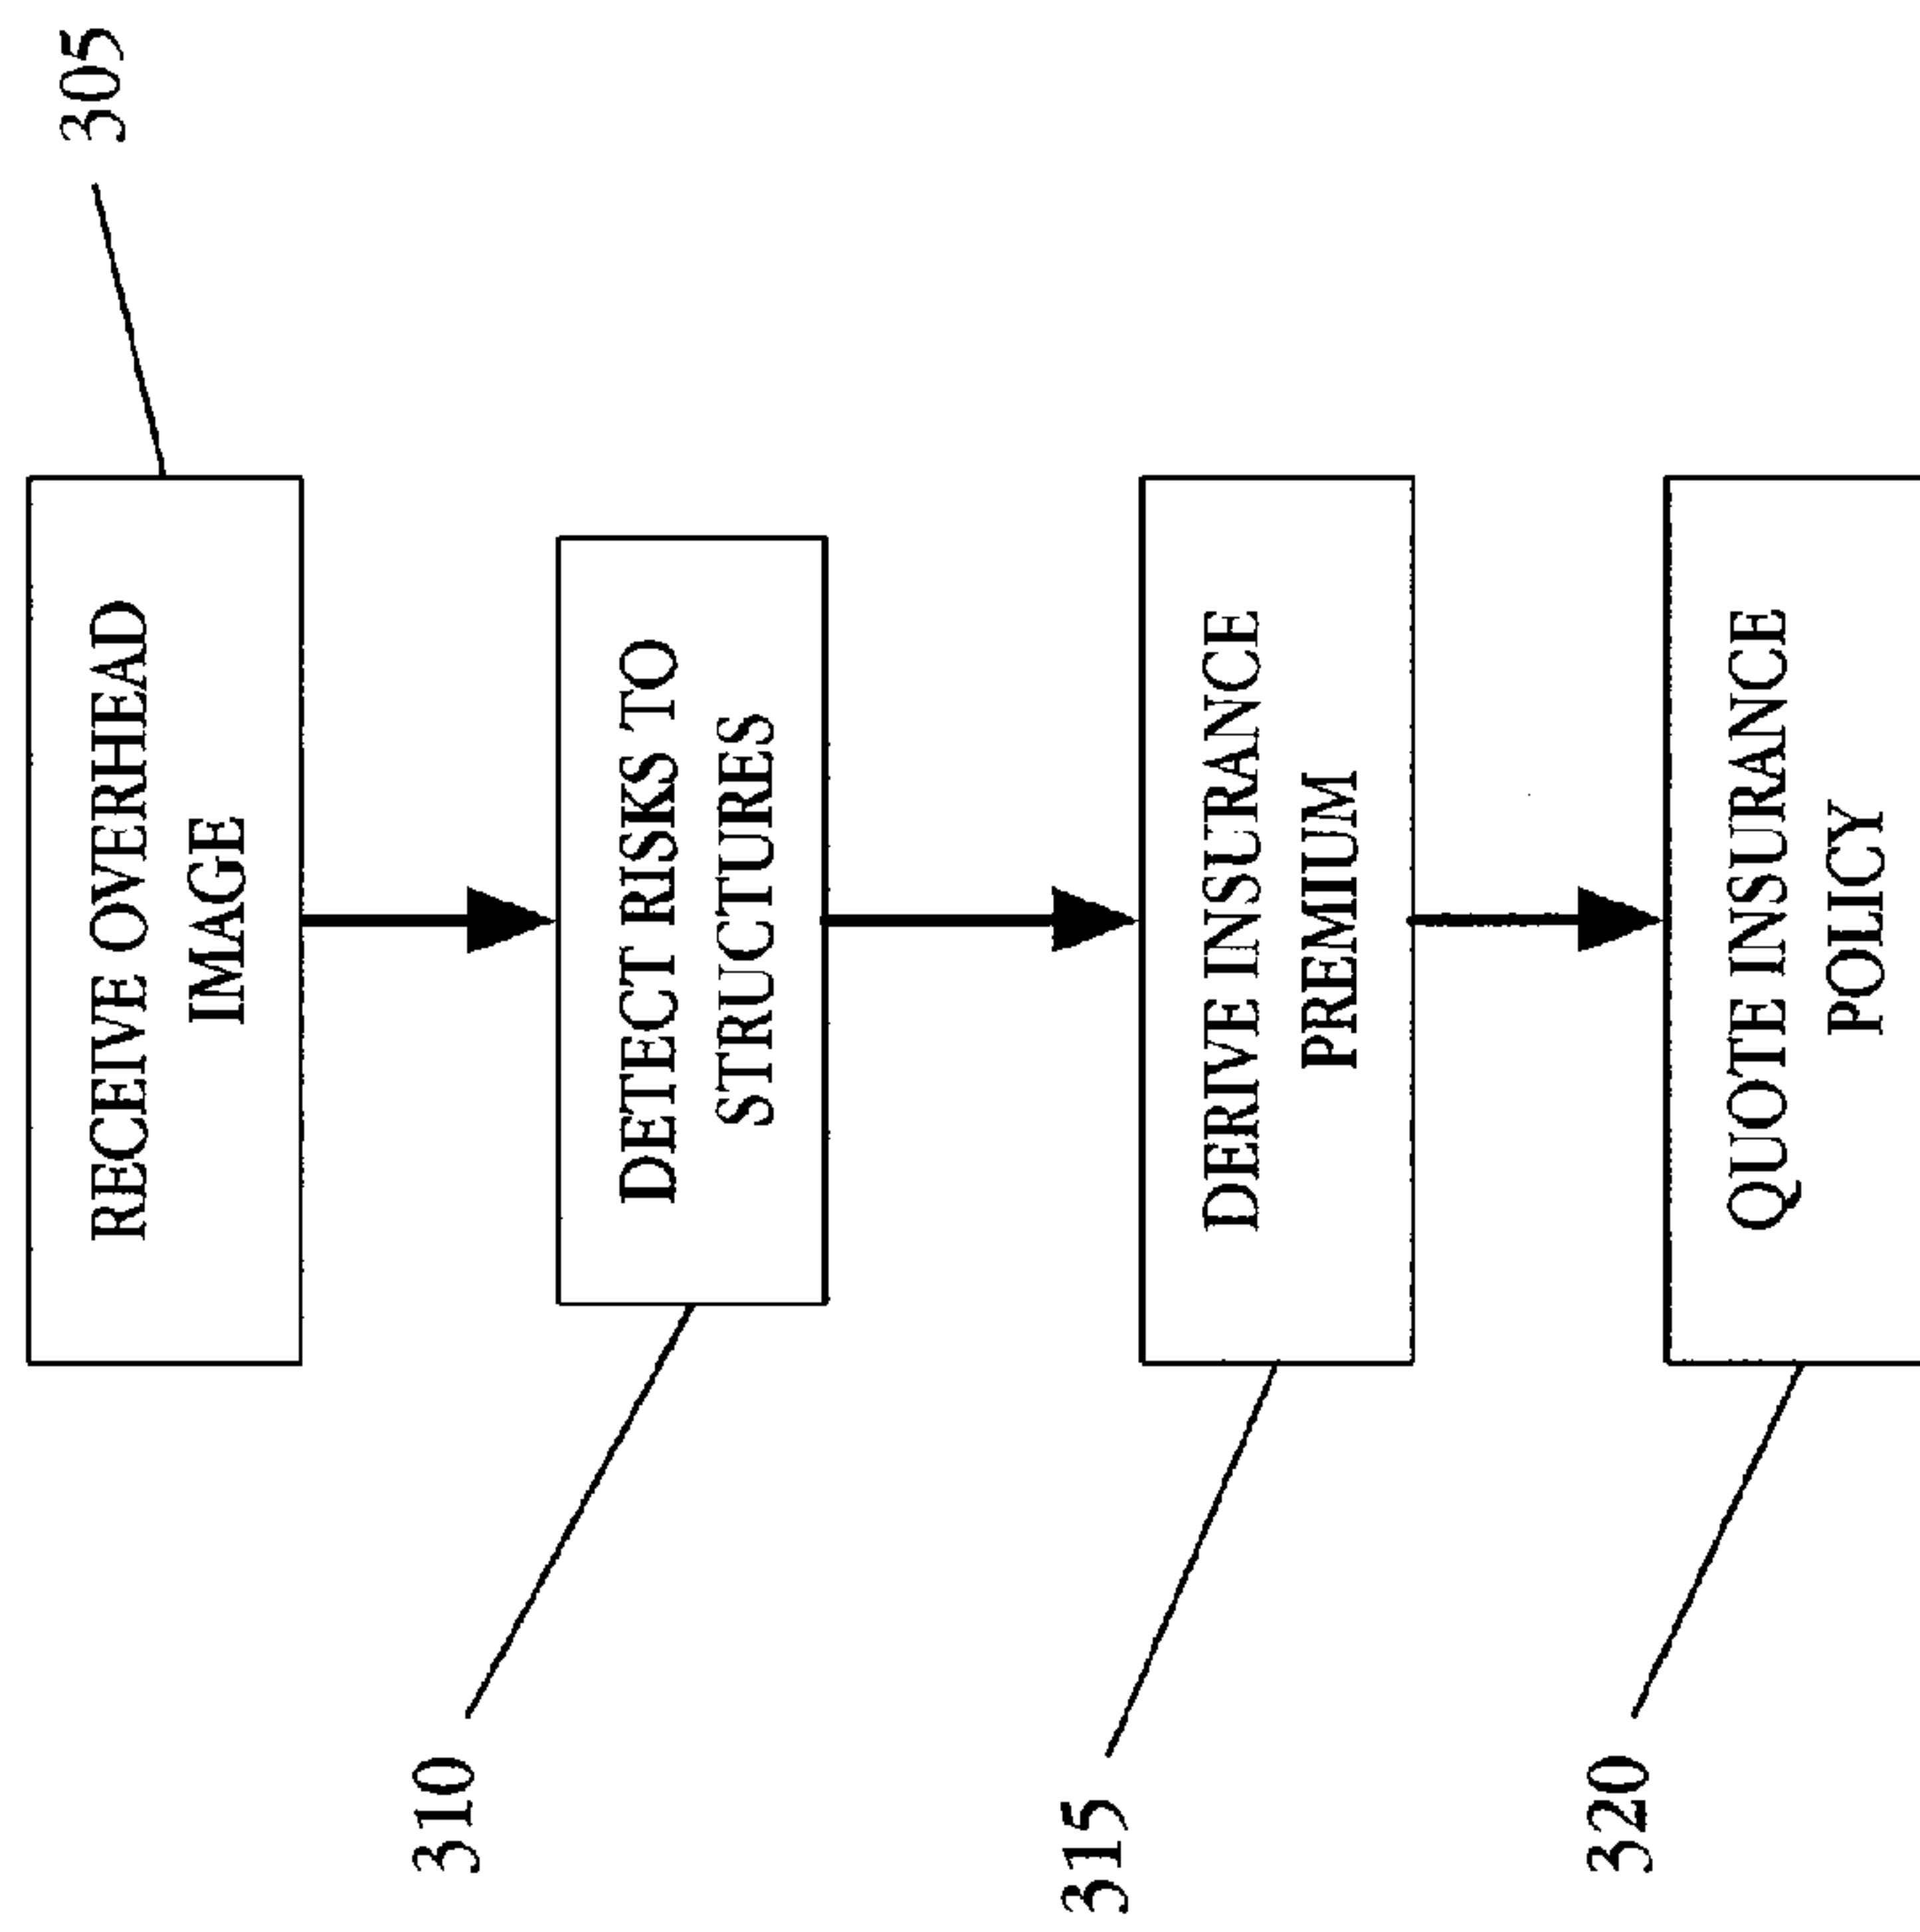 305
RECEIVE OVERHEAD
IMAGE
310
DETECT RISKS TO
STRUCTURES
315
DERIVE INSURANCE
PREMIUM
320
QUOTE INSURANCE
POLICY